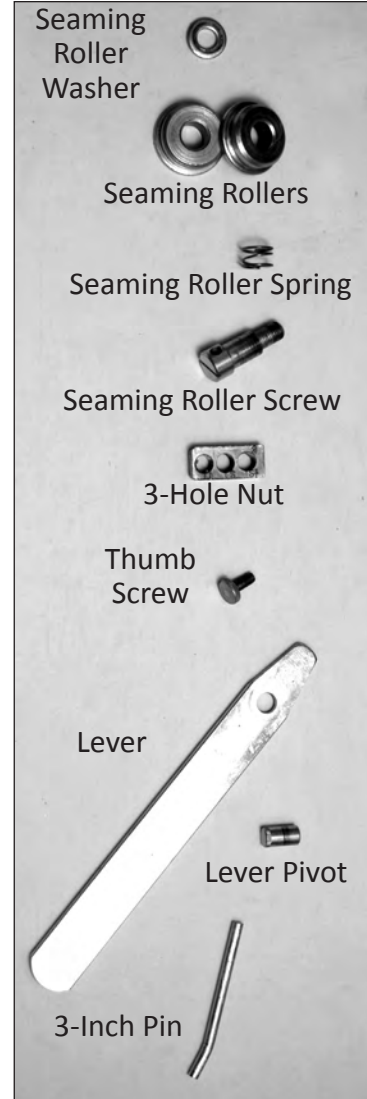 Seaming
Roller
Washer
Seaming Rollers
Seaming Roller Spring
Seaming Roller Screw
3-Hole Nut
Thumb
Screw
Lever
Lever Pivot
3-Inch Pin